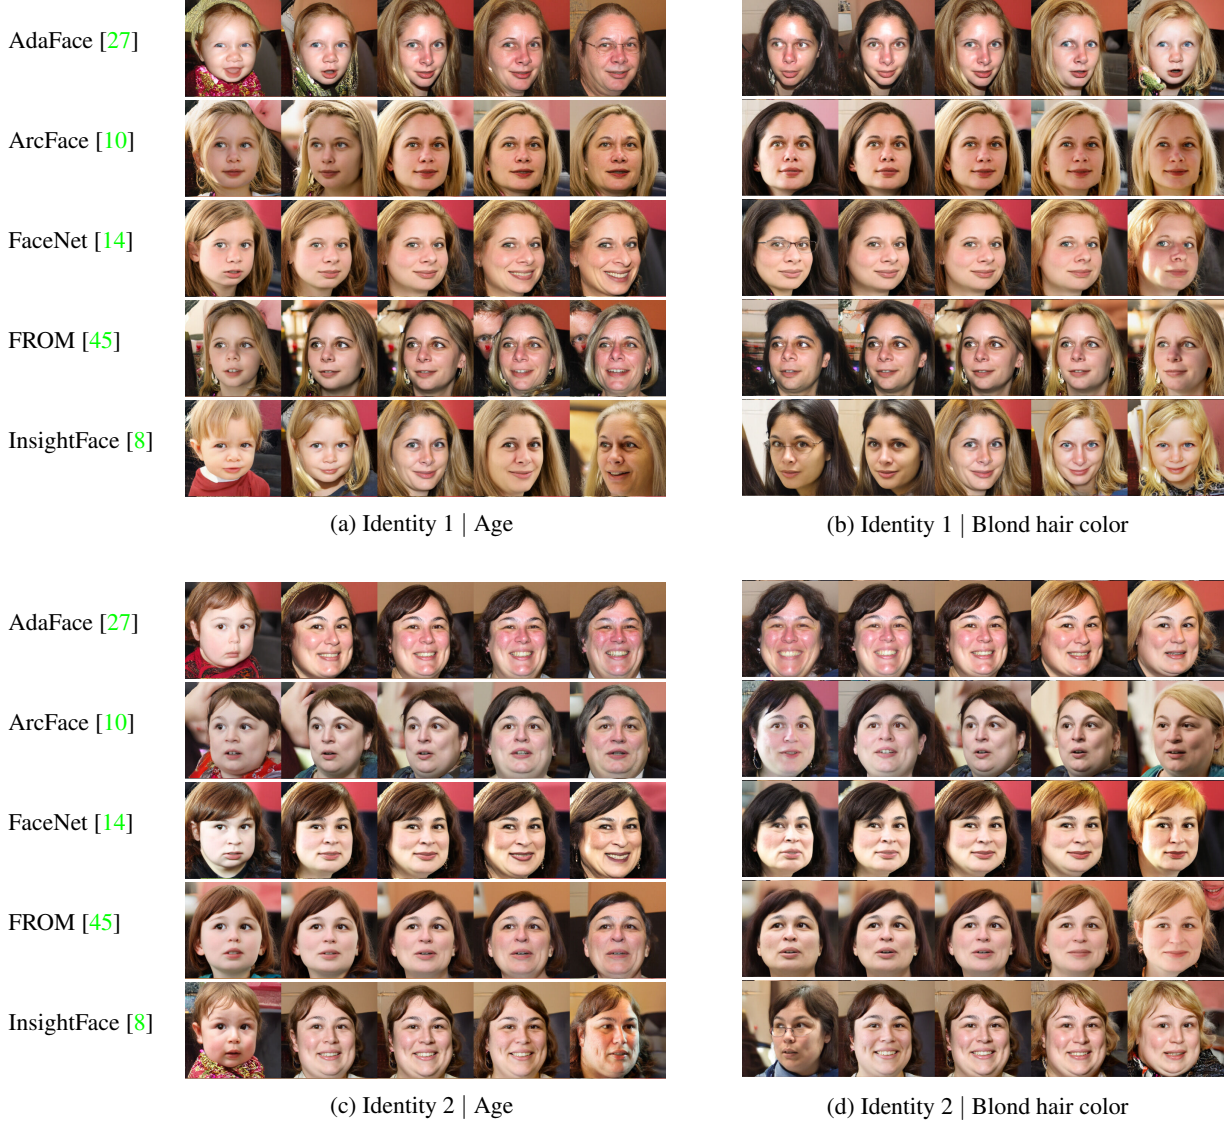 AdaFace [27]
ArcFace [10]
FaceNet [14]
FROM [45]
InsightFace [8]
(a) Identity 1 | Age
(b) Identity 1 | Blond hair color
AdaFace [27]
ArcFace [10]
FaceNet [14]
FROM [45]
InsightFace [8]
(c) Identity 2 | Age
(d) Identity 2 | Blond hair color